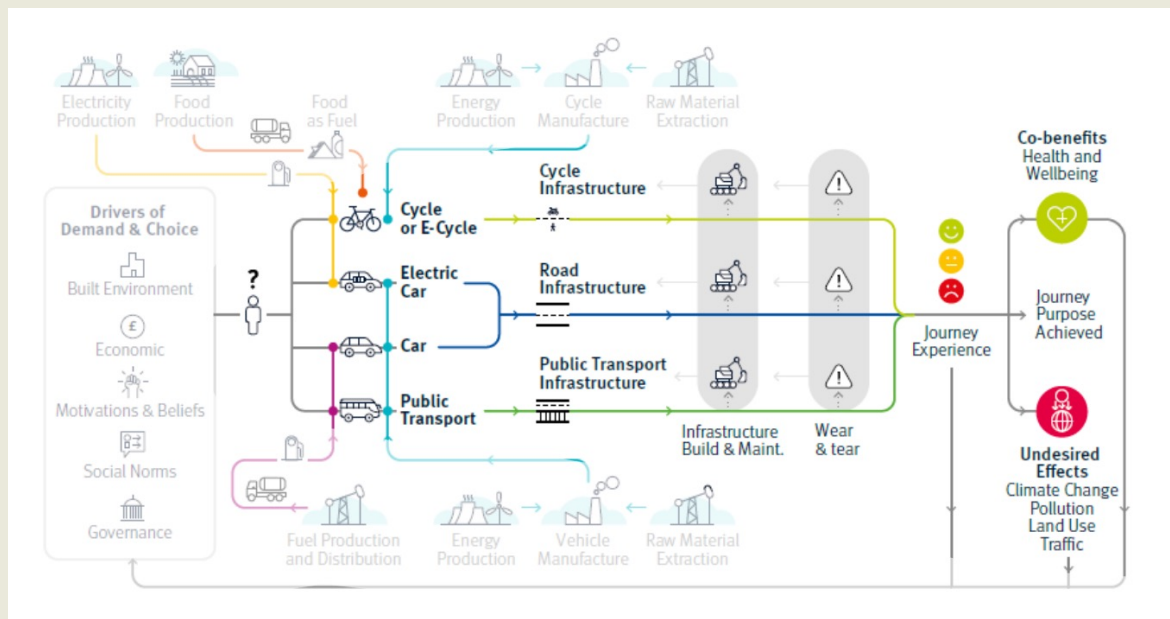 Electricity
Production
Food
Production
Food
as Fuel
Energy
Production
Cycle
Manufacture
Raw Material
Extraction
Drivers of
Demand & Choice
Built Environment
£
Economic
Motivations & Beliefs
Social Norms
Governance
?
Cycle
or E-Cycle
Electric
Car
Car
Public
Transport
Cycle
Infrastructure
Road
Infrastructure
Public Transport
Infrastructure
Infrastructure
Build & Maint.
Wear
& tear
Journey
Experience
Co-benefits
Health and
Wellbeing
Journey
Purpose
Achieved
Undesired
Effects
Climate Change
Pollution
Land Use
Traffic
Fuel Production
and Distribution
Energy
Production
Vehicle
Manufacture
Raw Material
Extraction